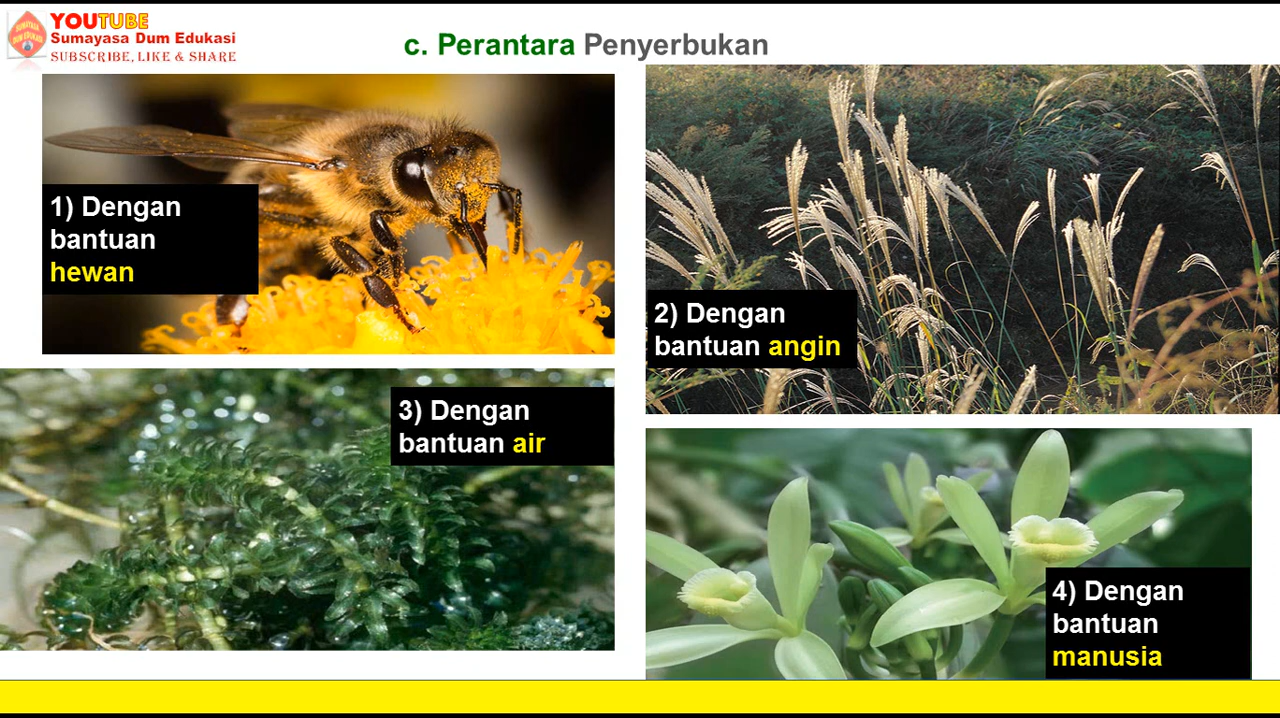 YOUTUBE
Sumayasa Dum Edukasi
SUBSCRIBE, LIKE & SHARE
c. Perantara Penyerbukan
1) Dengan
bantuan
hewan
2) Dengan
bantuan angin
3) Dengan
bantuan air
4) Dengan
bantuan
manusia